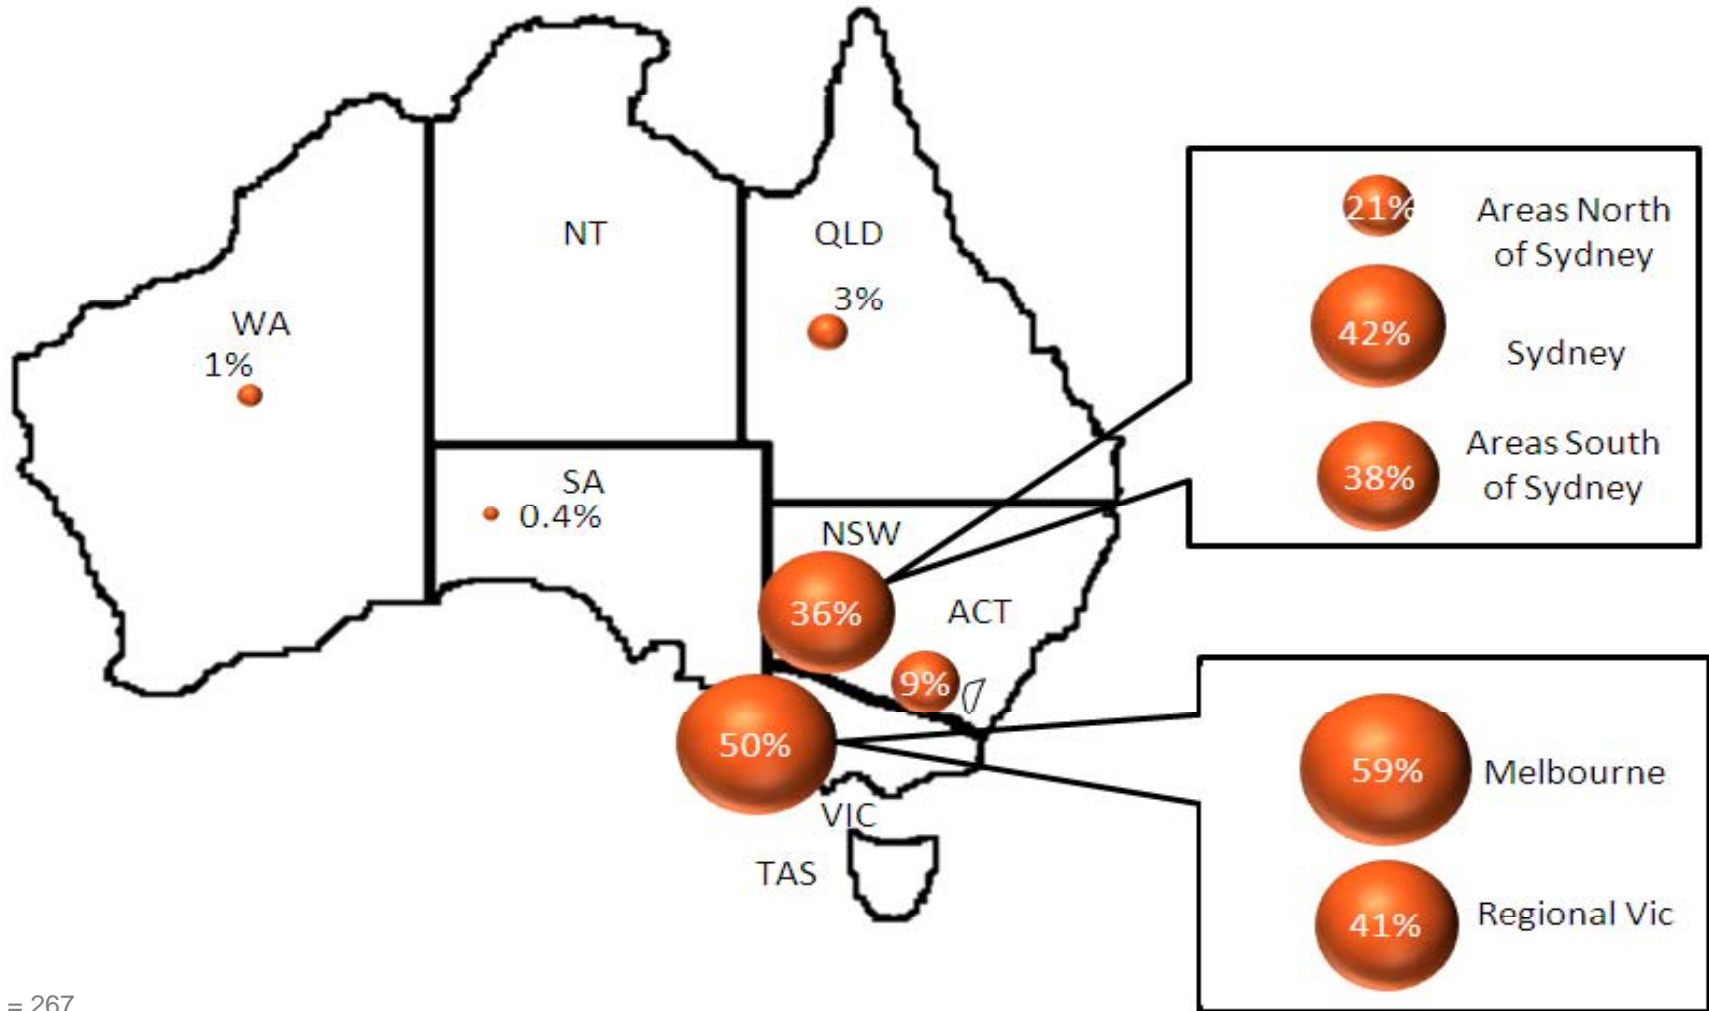 NT
QLD
3%
WA
1%
SA
0.4%
NSW
36%
ACT
9%
50%
VIC
TAS
21%
Areas North
of Sydney
42%
Sydney
38%
Areas South
of Sydney
59%
Melbourne
41%
Regional Vic
= 267